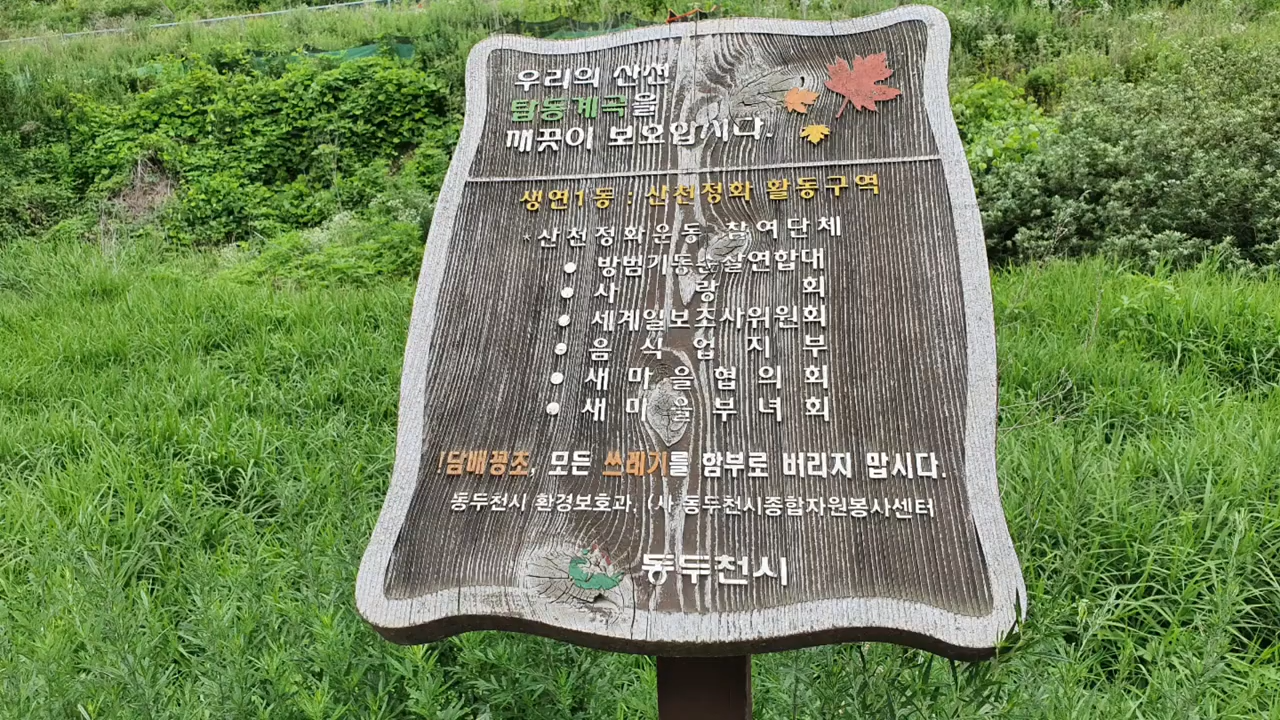 우리의 산천
탑동계곡을
깨끗이 보호합시다.
생연1동 : 산천정화 활동구역
* 산천정화운동 참여단체
● 방범기동순찰연합대
● 사랑회
● 세계일보조사위원회
● 음식업지부
● 새마을협의회
● 새마을부녀회
!담배꽁초, 모든 쓰레기를 함부로 버리지 맙시다.
동두천시 환경보호과, (사 동두천시종합자원봉사센터
동두천시